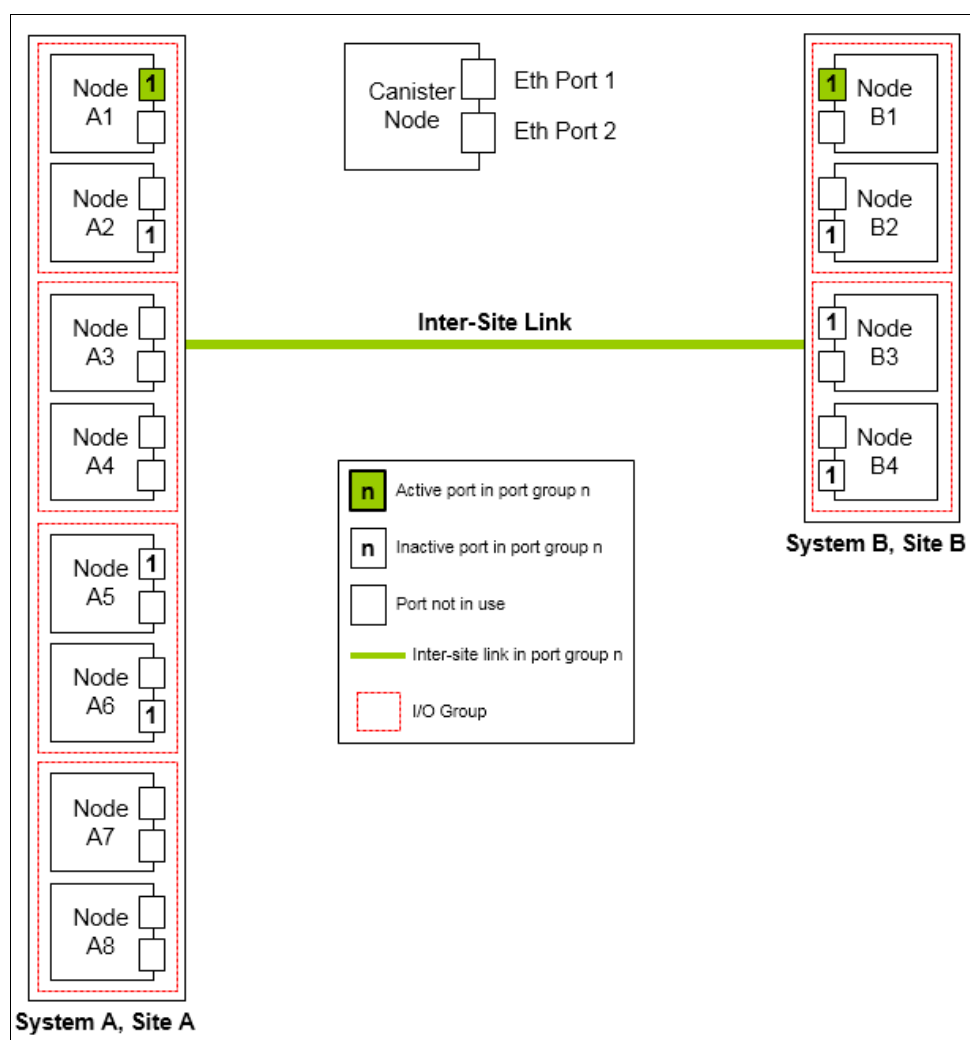 Node
A1
1
Node
A2
1
Node
A3
Node
A4
Node
A5
1
Node
A6
1
Node
A7
Node
A8
System A, Site A
Canister
Node
Eth Port 1
Eth Port 2
Inter-Site Link
n
Active port in port group n
n
Inactive port in port group n
Port not in use
Inter-site link in port group n
I/O Group
1
Node
B1
Node
B2
1
1
Node
B3
Node
B4
1
System B, Site B